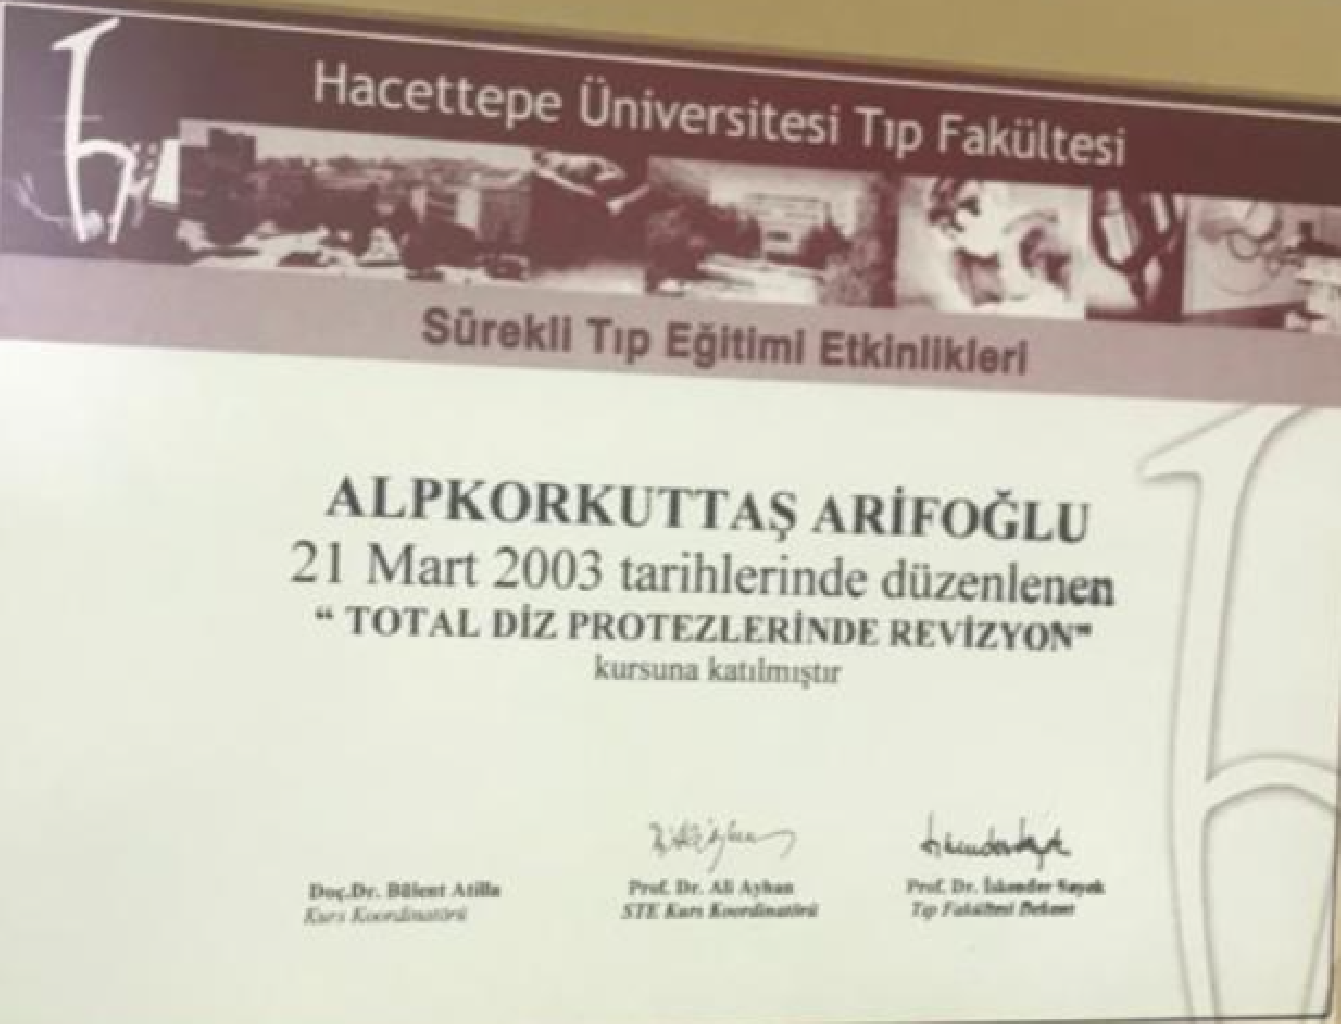 Hacettepe Üniversitesi Tıp Fakültesi
Sürekli Tıp Eğitimi Etkinlikleri
ALPKORKUTTAŞ ARİFOĞLU
21 Mart 2003 tarihlerinde düzenlenen
“ TOTAL DİZ PROTEZLERİNDE REVİZYON”
kursuna katılmıştır
Doç.Dr. Bülent Atilla
Kurs Koordinatörü
Prof. Dr. Ali Ayhan
STE Kurs Koordinatörü
Prof. Dr. İskender Sayek
Tıp Fakültesi Dekanı